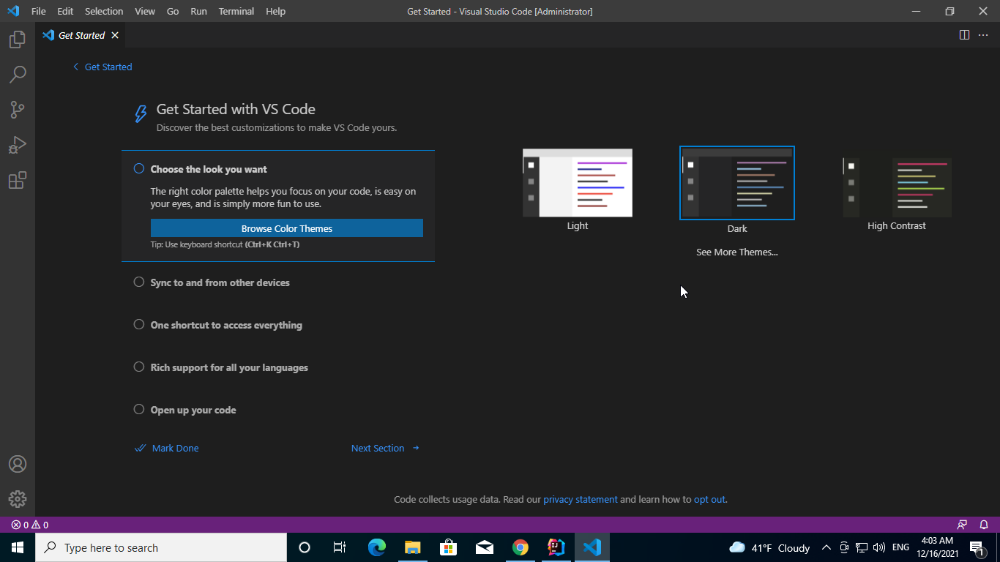 File Edit Selection View Go Run Terminal Help
Get Started - Visual Studio Code [Administrator]
Get Started
Get Started
Get Started with VS Code
Discover the best customizations to make VS Code yours.
Choose the look you want
The right color palette helps you focus on your code, is easy on
your eyes, and is simply more fun to use.
Browse Color Themes
Tip: Use keyboard shortcut (Ctrl+K Ctrl+T)
Light
Dark
High Contrast
See More Themes...
Sync to and from other devices
One shortcut to access everything
Rich support for all your languages
Open up your code
Mark Done
Next Section
Code collects usage data. Read our privacy statement and learn how to opt out.
0 0
Type here to search
IJ
41°F Cloudy
ENG
4:03 AM
12/16/2021
1